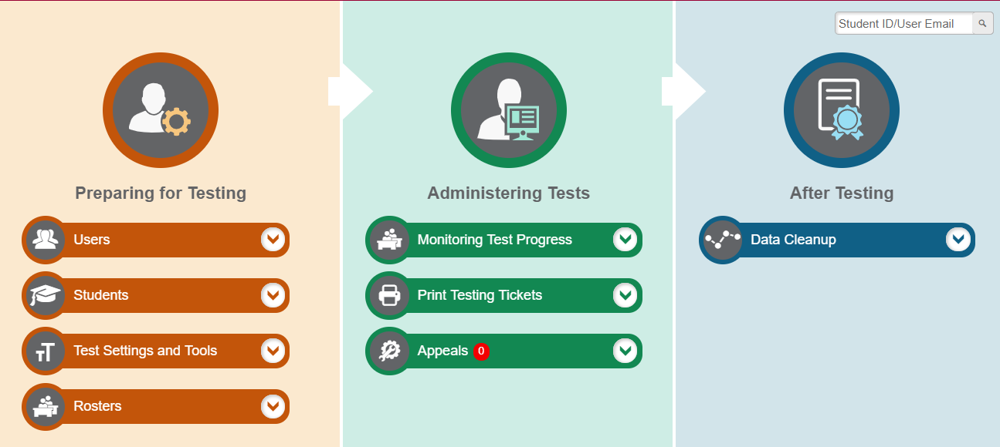 Student ID/User Email
Preparing for Testing
Users
Students
Test Settings and Tools
Rosters
Administering Tests
Monitoring Test Progress
Print Testing Tickets
Appeals 0
After Testing
Data Cleanup